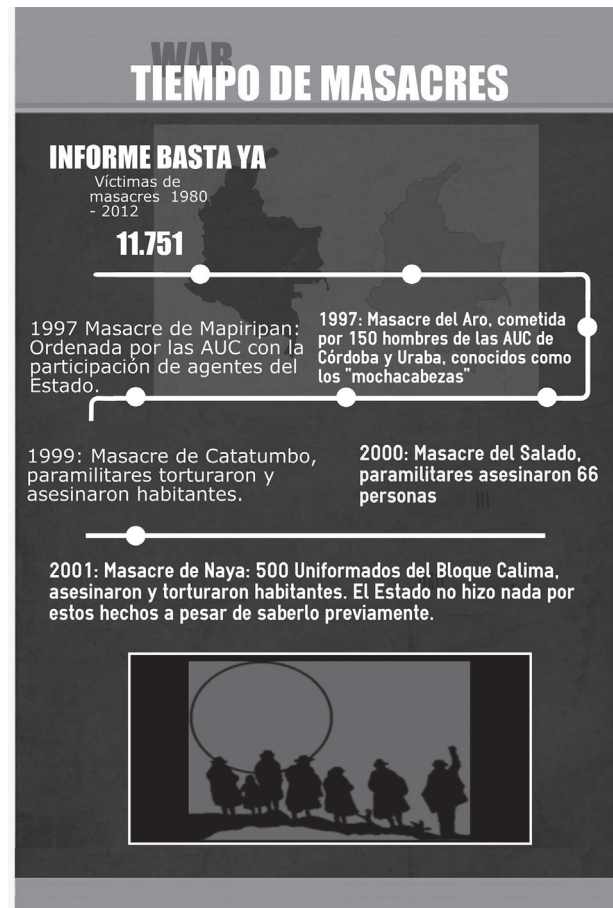 WAR
TIEMPO DE MASACRES
INFORME BASTA YA
Víctimas de
masacres 1980
- 2012
11.751
1997 Masacre de Mapiripan:
Ordenada por las AUC con la
participación de agentes del
Estado.
1997: Masacre del Aro, cometida
por 150 hombres de las AUC de
Córdoba y Uraba, conocidos como
los "mochacabezas"
1999: Masacre de Catatumbo,
paramilitares torturaron y
asesinaron habitantes.
2000: Masacre del Salado,
paramilitares asesinaron 66
personas
2001: Masacre de Naya: 500 Uniformados del Bloque Calima,
asesinaron y torturaron habitantes. El Estado no hizo nada por
estos hechos a pesar de saberlo previamente.